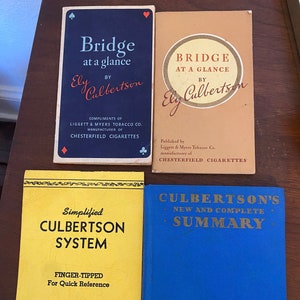 Bridge
at a glance
BY
Ely Culbertson
COMPLIMENTS OF
LIGGETT & MYERS TOBACCO CO.
MANUFACTURER OF
CHESTERFIELD CIGARETTES
BRIDGE
AT A GLANCE
BY
Ely Culbertson
Published by
Liggett & Myers Tobacco Co.
manufacturers of
CHESTERFIELD CIGARETTES
Simplified
CULBERTSON
SYSTEM
FINGER-TIPPED
For Quick Reference
CULBERTSON'S
NEW AND COMPLETE
SUMMARY